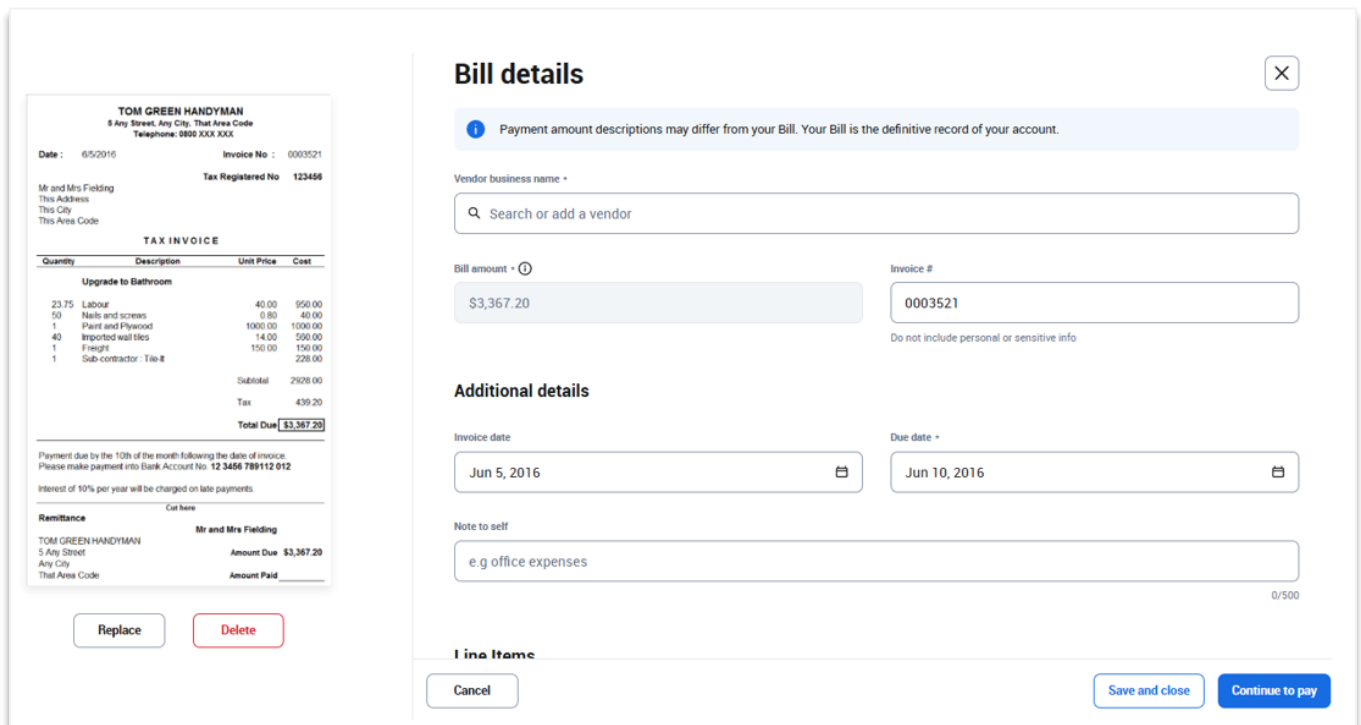 TOM GREEN HANDYMAN
5 Any Street, Any City, That Area Code
Telephone: 0800 XXX XXX
Date : 6/5/2016 Invoice No : 0003521
Tax Registered No 123456
Mr and Mrs Fielding
This Address
This City
This Area Code
TAX INVOICE
Quantity Description Unit Price Cost
Upgrade to Bathroom
23.75 Labour 40.00 950.00
50 Nails and screws 0.80 40.00
1 Paint and Plywood 1000.00 1000.00
40 Imported wall tiles 14.00 560.00
1 Freight 150.00 150.00
1 Sub-contractor : Tile-It 228.00
Subtotal 2928.00
Tax 439.20
Total Due $3,367.20
Payment due by the 10th of the month following the date of invoice.
Please make payment into Bank Account No. 12 3456 789112 012
Interest of 10% per year will be charged on late payments.
Cut here
Remittance
Mr and Mrs Fielding
TOM GREEN HANDYMAN
5 Any Street Amount Due $3,367.20
Any City
That Area Code Amount Paid
Replace Delete
Bill details
Payment amount descriptions may differ from your Bill. Your Bill is the definitive record of your account.
Vendor business name •
Search or add a vendor
Bill amount • Invoice #
$3,367.20 0003521
Do not include personal or sensitive info
Additional details
Invoice date Due date •
Jun 5, 2016 Jun 10, 2016
Note to self
e.g office expenses
0/500
Line Items
Cancel Save and close Continue to pay